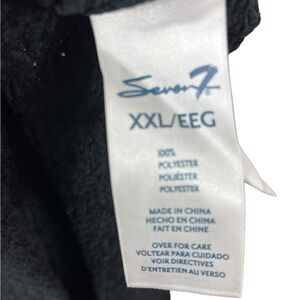 Seven7
XXL/EEG
100%
POLYESTER
POLIÉSTER
POLYESTER
MADE IN CHINA
HECHO EN CHINA
FAIT EN CHINE
OVER FOR CARE
VOLTEAR PARA CUIDADO
VOIR DIRECTIVES
D'ENTRETIEN AU VERSO